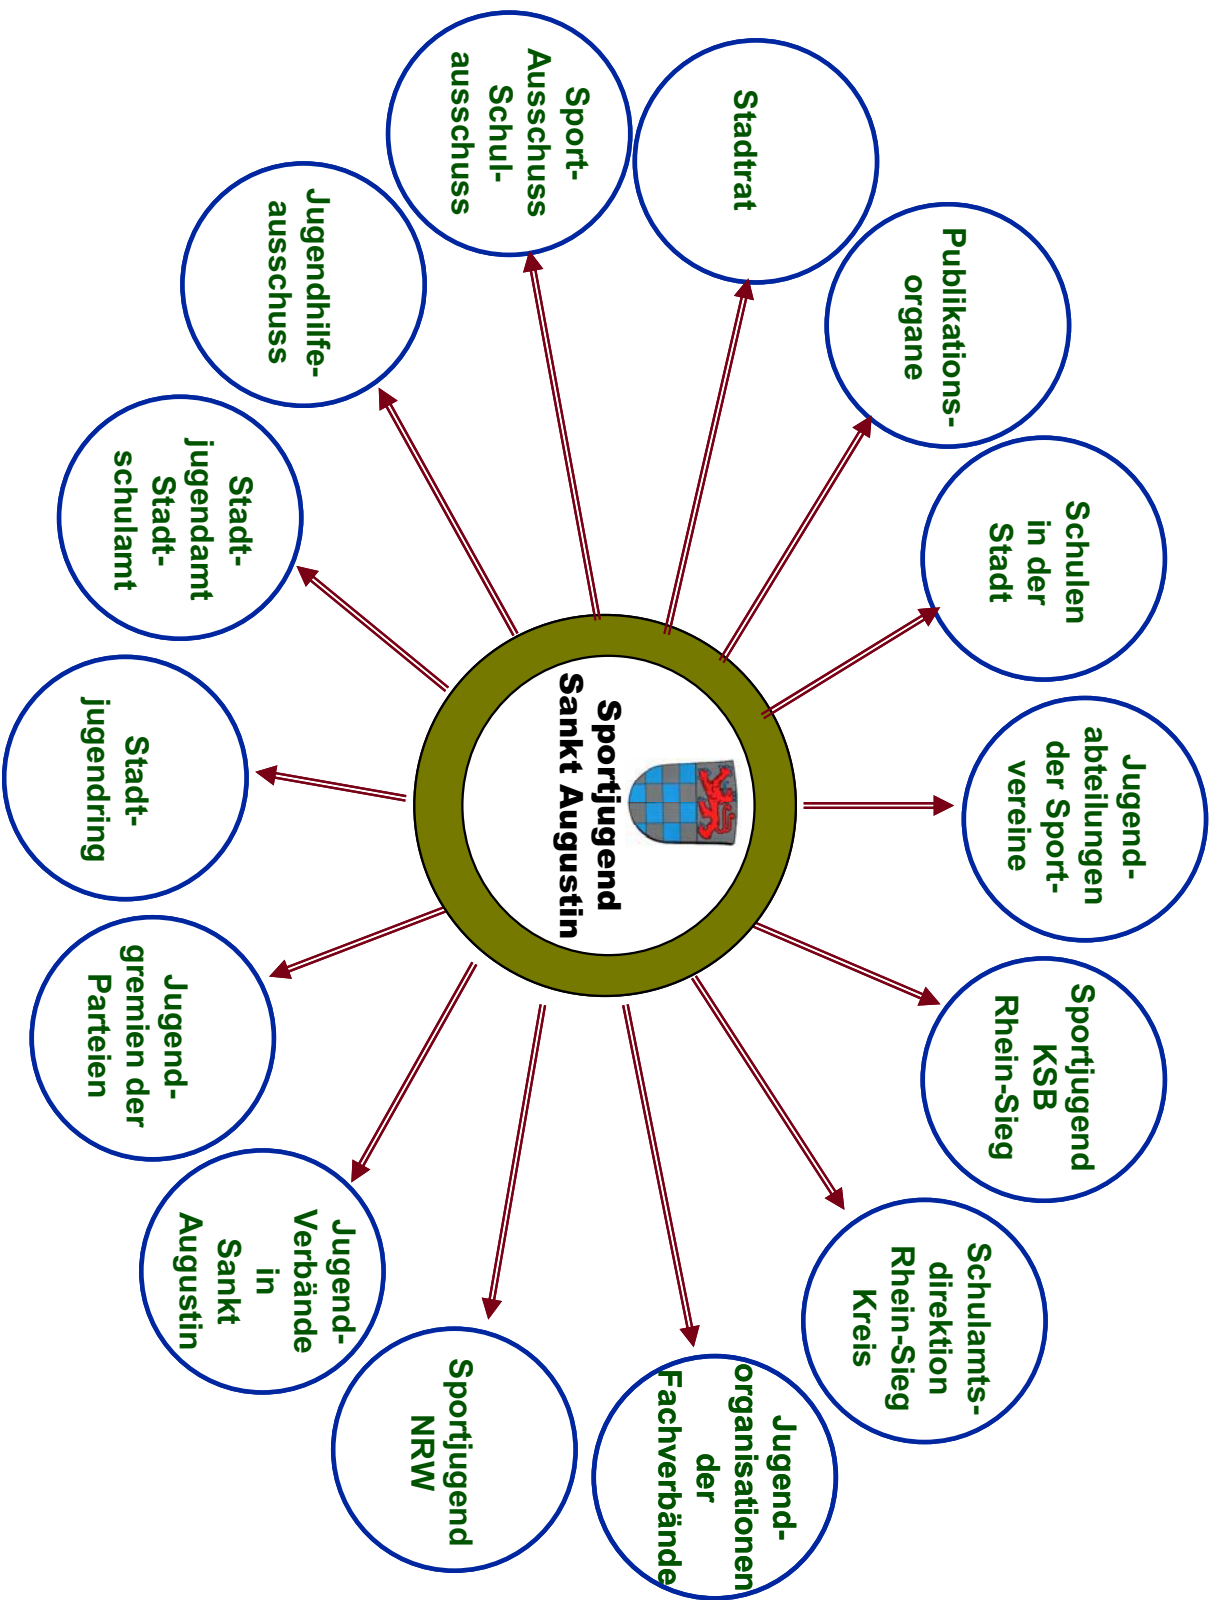 Sportjugend
Sankt Augustin
Jugend-
abteilungen
der Sport-
vereine
Sportjugend
KSB
Rhein-Sieg
Schulamts-
direktion
Rhein-Sieg
Kreis
Jugend-
organisationen
der
Fachverbände
Sportjugend
NRW
Jugend-
Verbände
in
Sankt
Augustin
Jugend-
gremien der
Parteien
Stadt-
jugendring
Stadt-
jugendamt
Stadt-
schulamt
Jugendhilfe-
ausschuss
Sport-
Ausschuss
Schul-
ausschuss
Stadtrat
Publikations-
organe
Schulen
in der
Stadt